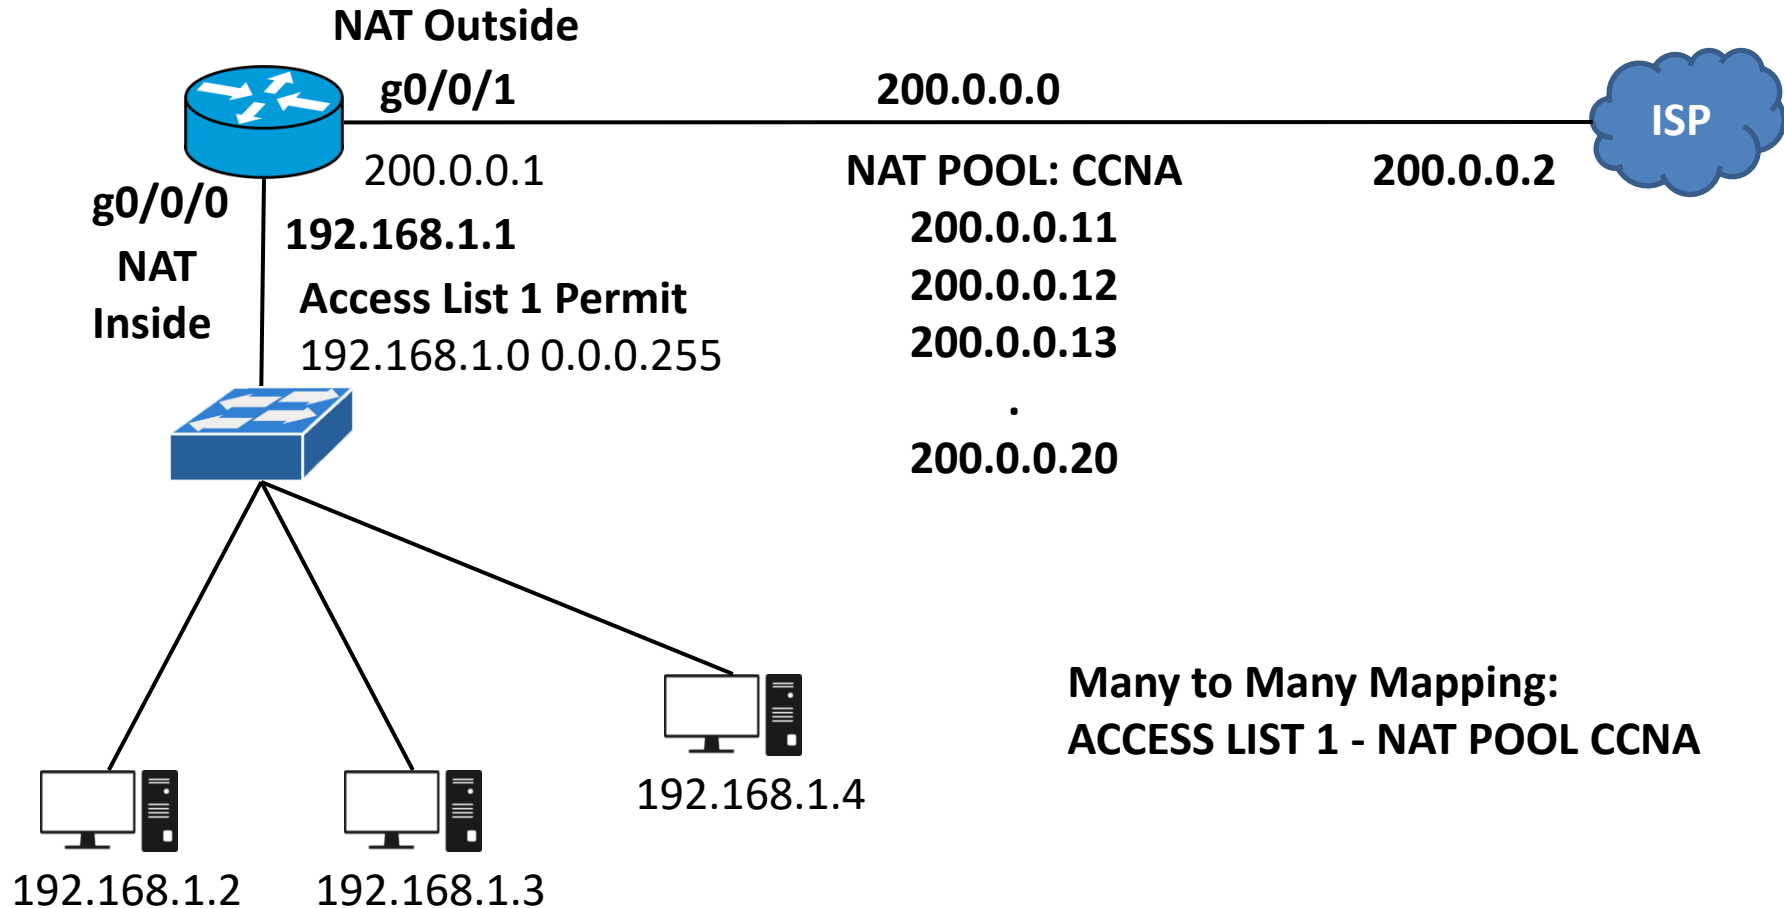 NAT Outside
g0/0/1
200.0.0.0
ISP
200.0.0.1
NAT POOL: CCNA
200.0.0.2
g0/0/0
NAT
Inside
192.168.1.1
Access List 1 Permit
192.168.1.0 0.0.0.255
200.0.0.11
200.0.0.12
200.0.0.13
.
200.0.0.20
Many to Many Mapping:
ACCESS LIST 1 - NAT POOL CCNA
192.168.1.4
192.168.1.2
192.168.1.3